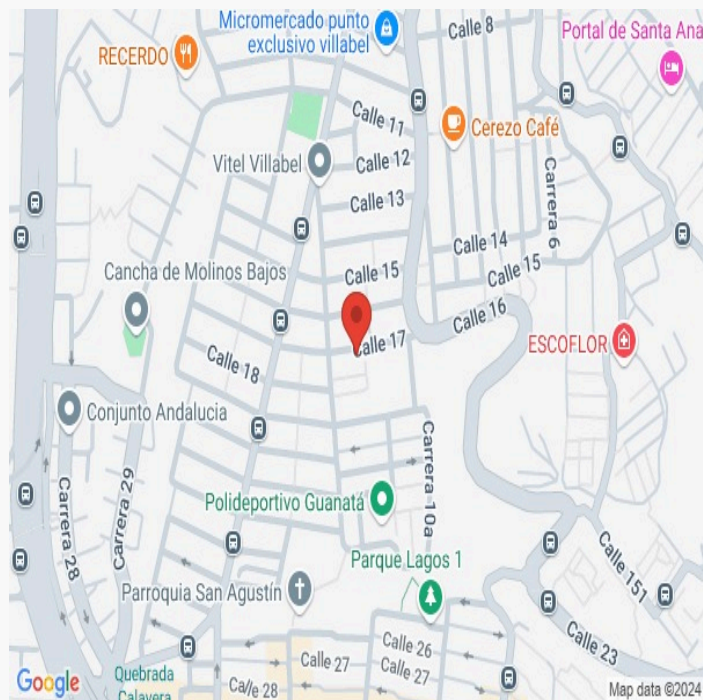 Micromercado punto
exclusivo villabel
Calle 8
Portal de Santa Ana
RECERDO
Calle 11
Cerezo Café
Vitel Villabel
Calle 12
Carrera 6
Calle 13
Calle 14
Calle 15
Calle 15
Cancha de Molinos Bajos
Calle 16
Calle 17
ESCOFLOR
Calle 18
Conjunto Andalucia
Carrera 10a
Carrera 29
Carrera 28
Polideportivo Guanatá
Parque Lagos 1
Calle 151
Parroquia San Agustín
Calle 23
Calle 26
Calle 27
Calle 27
Quebrada
Calavera
Calle 28
Google
Map data ©2024